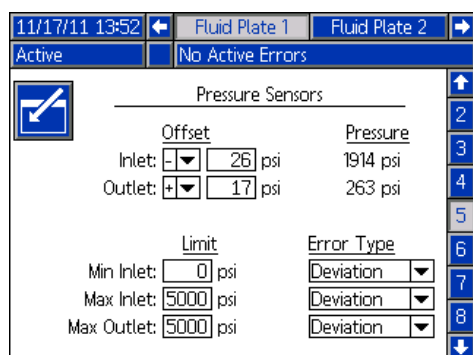 11/17/11 13:52 Fluid Plate 1 Fluid Plate 2
Active No Active Errors
Pressure Sensors
Offset Pressure
Inlet: - 26 psi 1914 psi
Outlet: + 17 psi 263 psi
Limit Error Type
Min Inlet: 0 psi Deviation
Max Inlet: 5000 psi Deviation
Max Outlet: 5000 psi Deviation
2
3
4
5
6
7
8